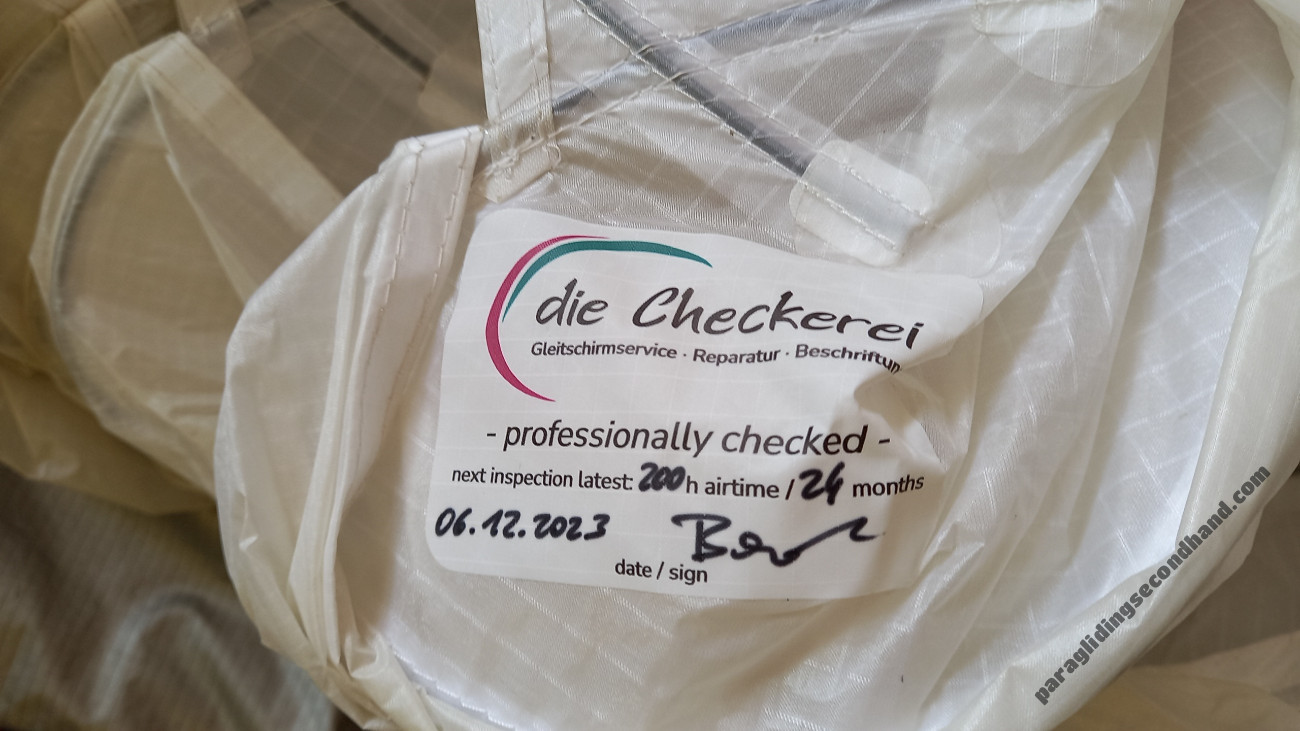 die Checkerei
Gleitschirmservice · Reparatur · Beschriftun
- professionally checked -
next inspection latest: 200 h airtime / 24 months
06.12.2023
date / sign
paraglidingsecondhand.com